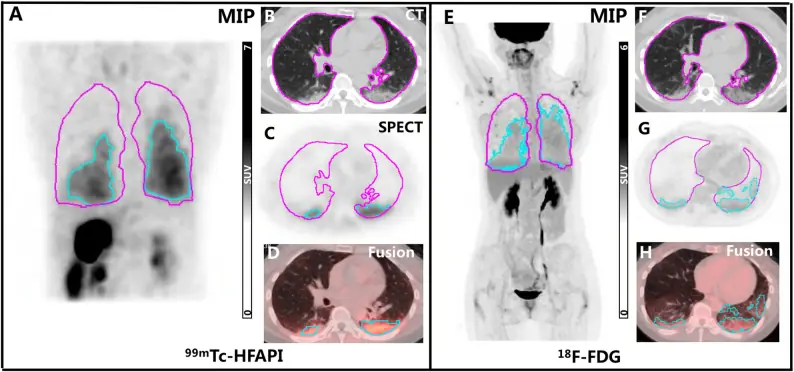 A
MIP
B
CT
7
SUV
0
C
SPECT
D
Fusion
99mTc-HFAPI
E
MIP
F
6
SUV
0
G
H
Fusion
18F-FDG